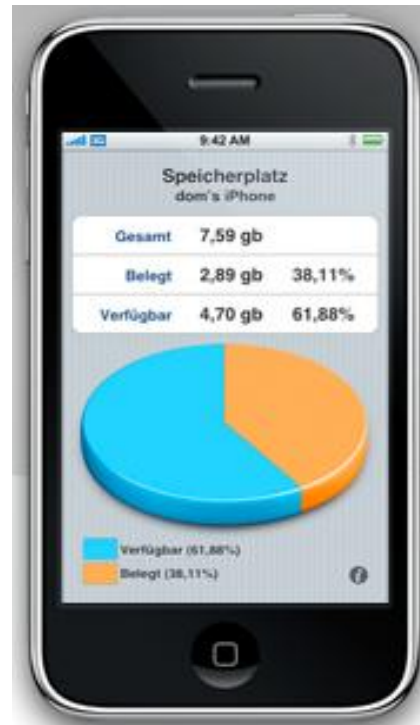 3G 9:42 AM
Speicherplatz
dom's iPhone
Gesamt 7,59 gb
Belegt 2,89 gb 38,11%
Verfügbar 4,70 gb 61,88%
Verfügbar (61,88%)
Belegt (38,11%)